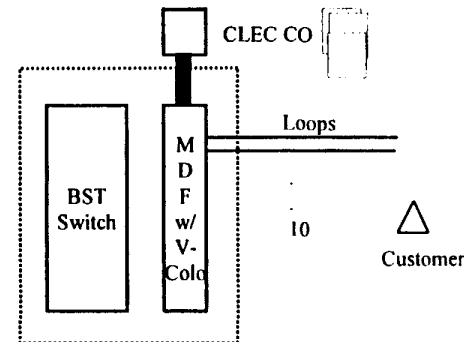 CLEC CO
Loops
M
D
F
w/
V-
Colo
BST
Switch
10
Customer